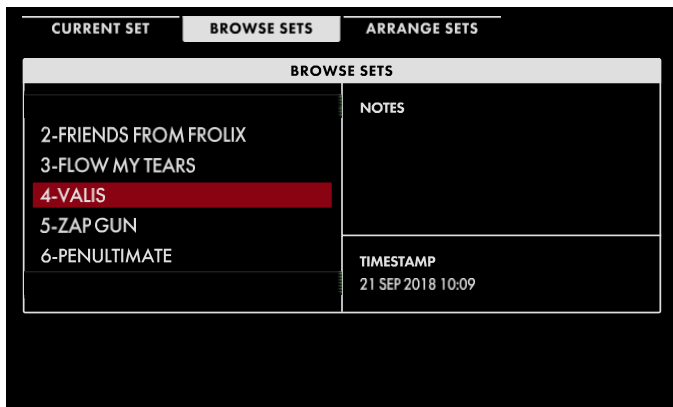 CURRENT SET BROWSE SETS ARRANGE SETS
BROWSE SETS
2-FRIENDS FROM FROLIX
3-FLOW MY TEARS
4-VALIS
5-ZAP GUN
6-PENULTIMATE
NOTES
TIMESTAMP
21 SEP 2018 10:09